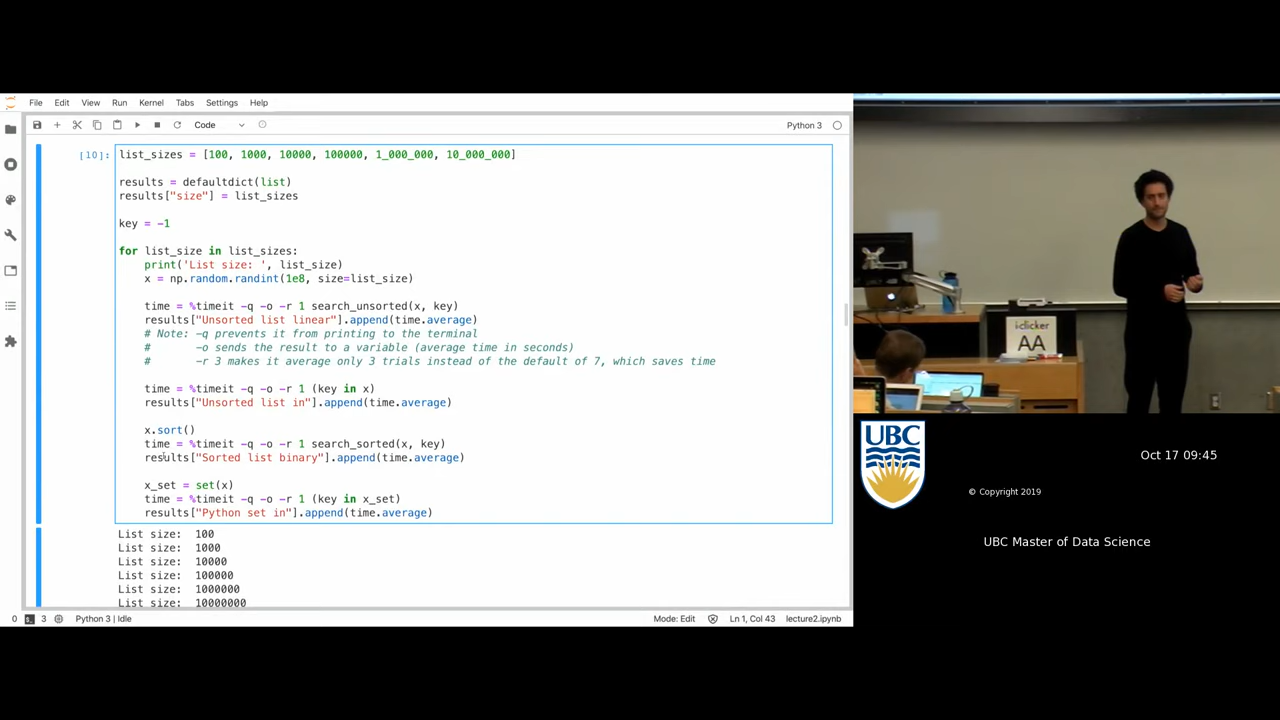 File Edit View Run Kernel Tabs Settings Help
Code
Python 3
[10]:
list_sizes = [100, 1000, 10000, 100000, 1_000_000, 10_000_000]
results = defaultdict(list)
results["size"] = list_sizes
key = -1
for list_size in list_sizes:
print('List size: ', list_size)
x = np.random.randint(1e8, size=list_size)
time = %timeit -q -o -r 1 search_unsorted(x, key)
results["Unsorted list linear"].append(time.average)
# Note: -q prevents it from printing to the terminal
# -o sends the result to a variable (average time in seconds)
# -r 3 makes it average only 3 trials instead of the default of 7, which saves time
time = %timeit -q -o -r 1 (key in x)
results["Unsorted list in"].append(time.average)
x.sort()
time = %timeit -q -o -r 1 search_sorted(x, key)
results["Sorted list binary"].append(time.average)
x_set = set(x)
time = %timeit -q -o -r 1 (key in x_set)
results["Python set in"].append(time.average)
List size: 100
List size: 1000
List size: 10000
List size: 100000
List size: 1000000
List size: 10000000
0 3 Python 3 | Idle
Mode: Edit Ln 1, Col 43 lecture2.ipynb
i-clicker
AA
UBC
Oct 17 09:45
© Copyright 2019
UBC Master of Data Science